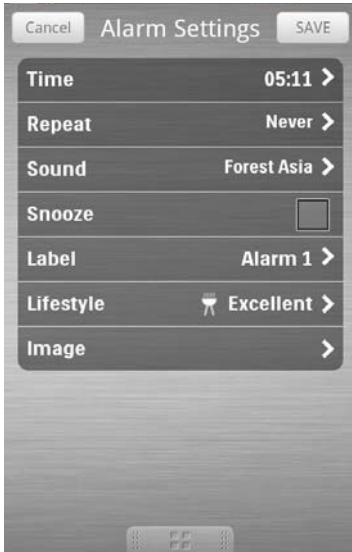 Cancel Alarm Settings SAVE
Time 05:11
Repeat Never
Sound Forest Asia
Snooze
Label Alarm 1
Lifestyle Excellent
Image